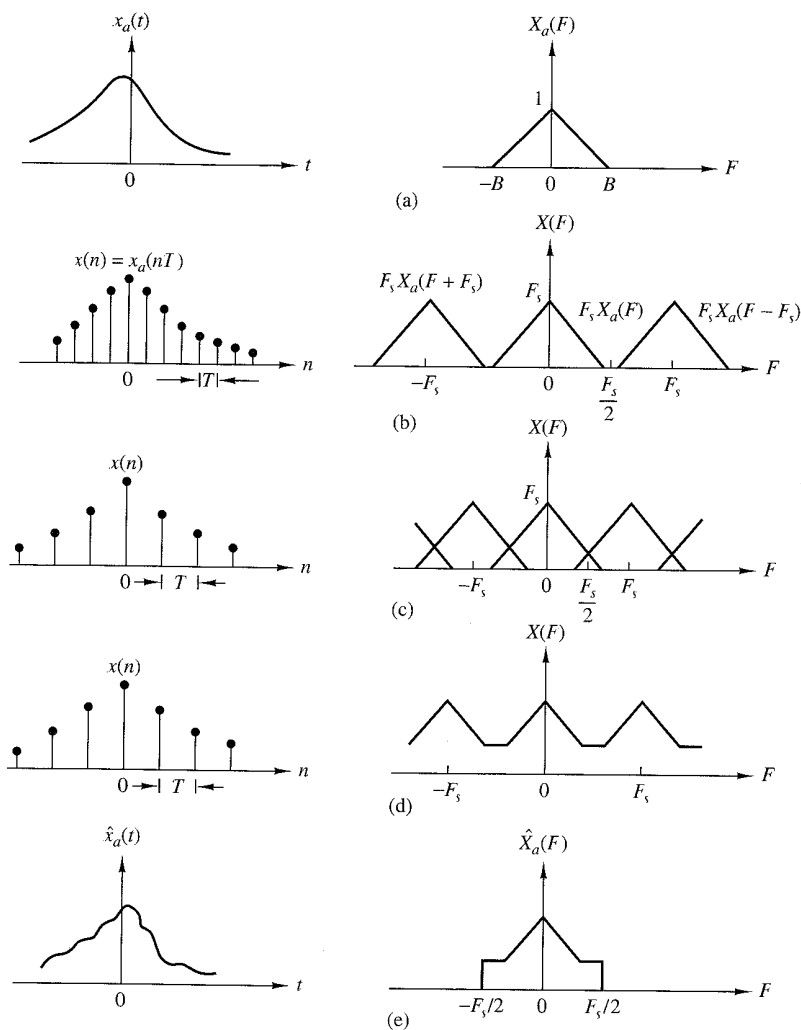 x_a(t)
X_a(F)
1
0
t
−B
0
B
F
(a)
x(n) = x_a(nT)
X(F)
F_s X_a(F + F_s)
F_s
F_s X_a(F)
F_s X_a(F − F_s)
0
T
n
−F_s
0
F_s/2
F_s
F
(b)
x(n)
X(F)
F_s
0
T
n
−F_s
0
F_s/2
F_s
F
(c)
x(n)
X(F)
0
T
n
−F_s
0
F_s
F
(d)
x̂_a(t)
X̂_a(F)
0
t
−F_s/2
0
F_s/2
F
(e)